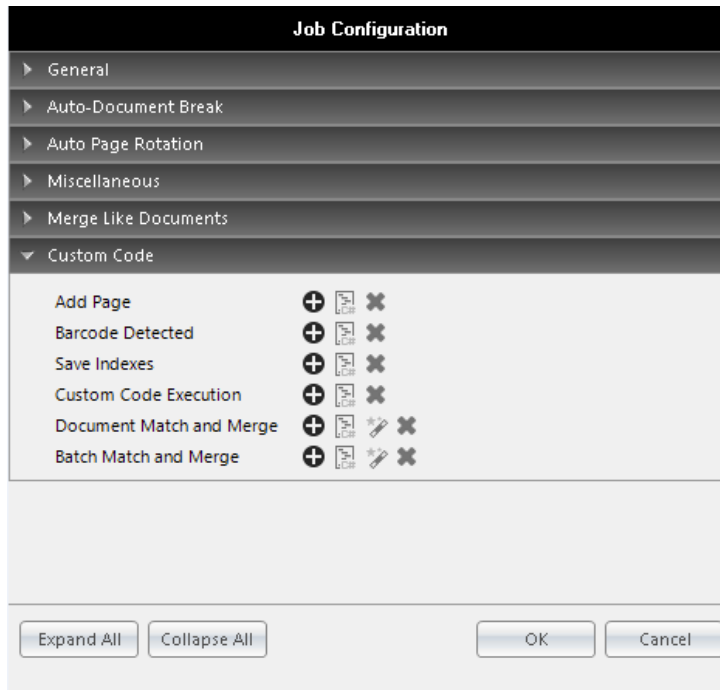 Job Configuration
General
Auto-Document Break
Auto Page Rotation
Miscellaneous
Merge Like Documents
Custom Code
Add Page
Barcode Detected
Save Indexes
Custom Code Execution
Document Match and Merge
Batch Match and Merge
Expand All Collapse All OK Cancel